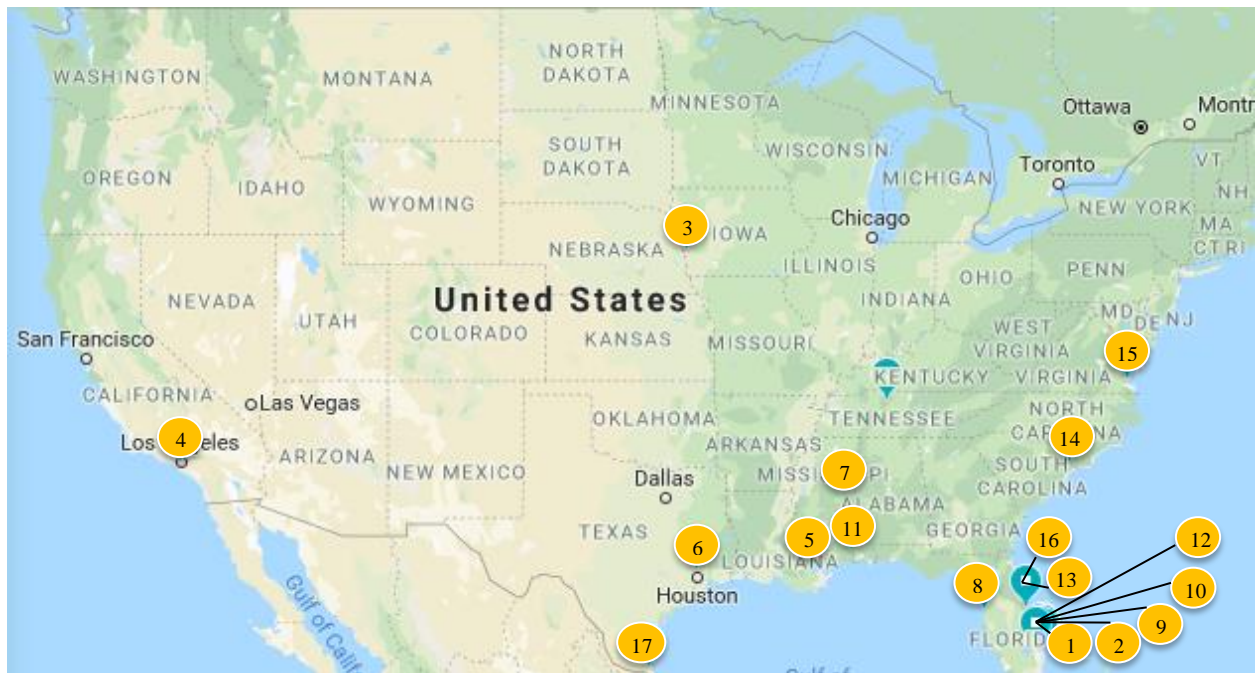 NORTH
DAKOTA
WASHINGTON
MONTANA
MINNESOTA
Ottawa
Montr
SOUTH
DAKOTA
WISCONSIN
MICHIGAN
Toronto
VT
NH
OREGON
IDAHO
WYOMING
NEW YORK
MA
CT RI
Chicago
3
IOWA
NEBRASKA
ILLINOIS
INDIANA
OHIO
PENN
NEVADA
UTAH
United States
COLORADO
KANSAS
MISSOURI
WEST
VIRGINIA
MD
DE NJ
15
San Francisco
CALIFORNIA
Las Vegas
KENTUCKY
VIRGINIA
TENNESSEE
NORTH
CAROLINA
14
OKLAHOMA
ARKANSAS
Los Angeles
4
ARIZONA
NEW MEXICO
Dallas
MISSISSIPPI
7
SOUTH
CAROLINA
ALABAMA
TEXAS
6
LOUISIANA
5
11
GEORGIA
16
12
Houston
8
13
10
17
FLORID
1
2
9
Gulf of Calif
Gulf of